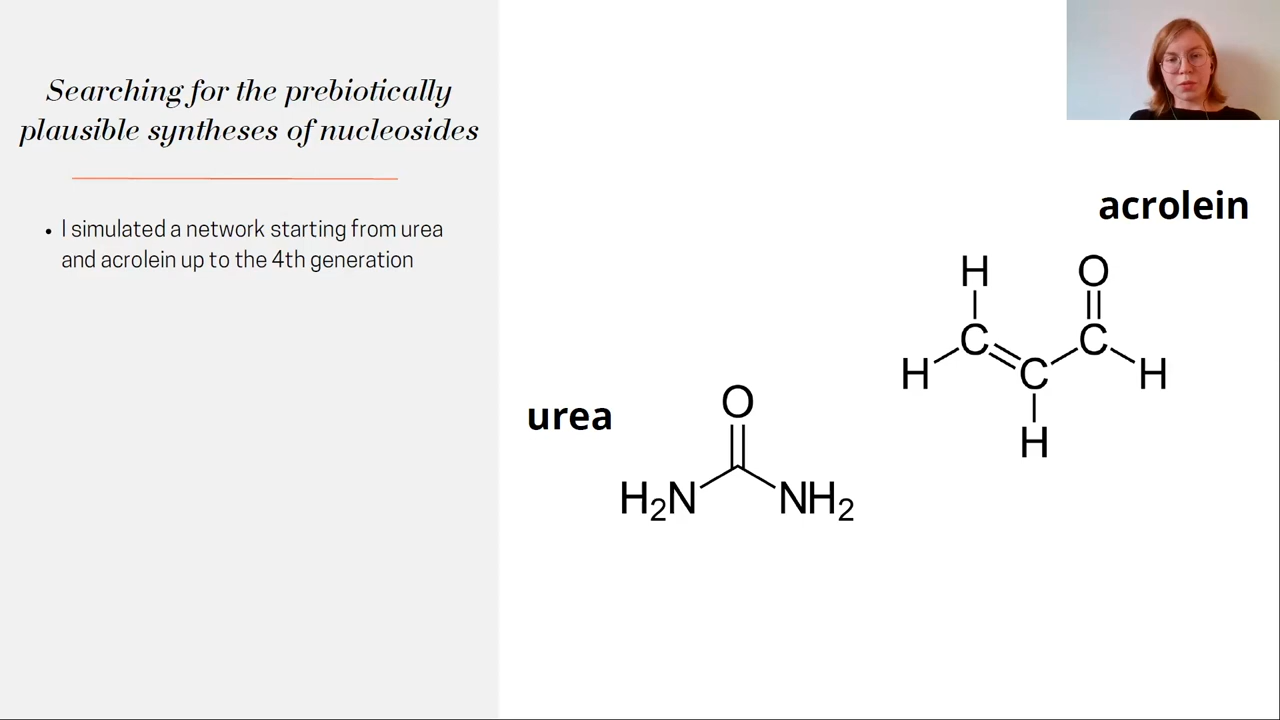 Searching for the prebiotically
plausible syntheses of nucleosides
• I simulated a network starting from urea
and acrolein up to the 4th generation
acrolein
H O
C C
H C H
H
urea
O
H₂N NH₂